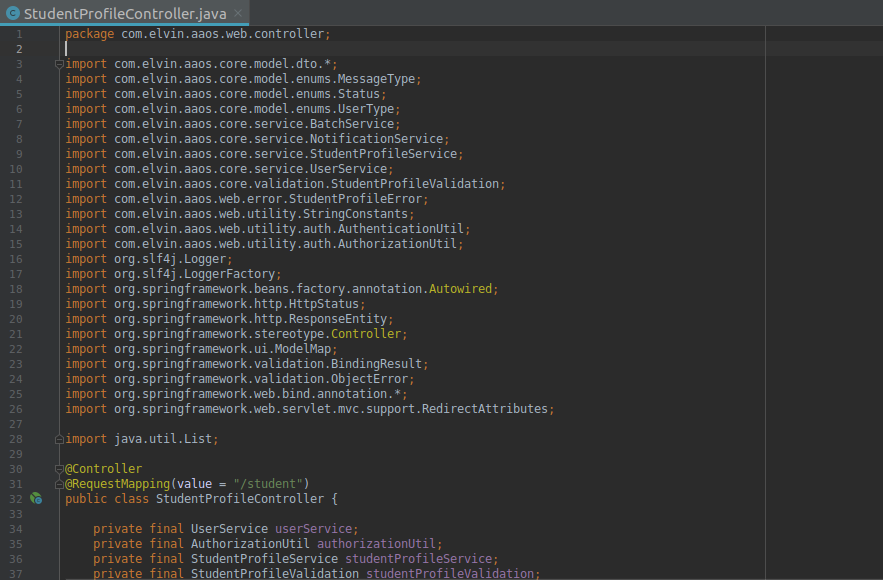 StudentProfileController.java
1 package com.elvin.aaos.web.controller;
2
3 import com.elvin.aaos.core.model.dto.*;
4 import com.elvin.aaos.core.model.enums.MessageType;
5 import com.elvin.aaos.core.model.enums.Status;
6 import com.elvin.aaos.core.model.enums.UserType;
7 import com.elvin.aaos.core.service.BatchService;
8 import com.elvin.aaos.core.service.NotificationService;
9 import com.elvin.aaos.core.service.StudentProfileService;
10 import com.elvin.aaos.core.service.UserService;
11 import com.elvin.aaos.core.validation.StudentProfileValidation;
12 import com.elvin.aaos.web.error.StudentProfileError;
13 import com.elvin.aaos.web.utility.StringConstants;
14 import com.elvin.aaos.web.utility.auth.AuthenticationUtil;
15 import com.elvin.aaos.web.utility.auth.AuthorizationUtil;
16 import org.slf4j.Logger;
17 import org.slf4j.LoggerFactory;
18 import org.springframework.beans.factory.annotation.Autowired;
19 import org.springframework.http.HttpStatus;
20 import org.springframework.http.ResponseEntity;
21 import org.springframework.stereotype.Controller;
22 import org.springframework.ui.ModelMap;
23 import org.springframework.validation.BindingResult;
24 import org.springframework.validation.ObjectError;
25 import org.springframework.web.bind.annotation.*;
26 import org.springframework.web.servlet.mvc.support.RedirectAttributes;
27
28 import java.util.List;
29
30 @Controller
31 @RequestMapping(value = "/student")
32 public class StudentProfileController {
33
34 private final UserService userService;
35 private final AuthorizationUtil authorizationUtil;
36 private final StudentProfileService studentProfileService;
37 private final StudentProfileValidation studentProfileValidation;